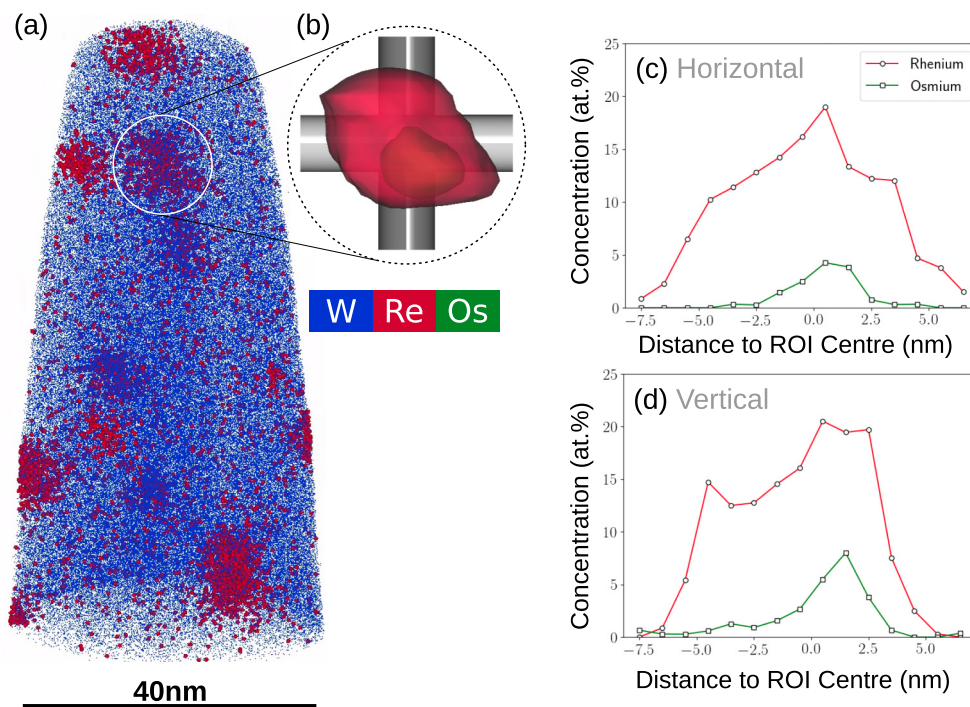 (a)
(b)
W Re Os
40nm
(c) Horizontal
Rhenium
Osmium
Concentration (at.%)
25
20
15
10
5
0
−7.5 −5.0 −2.5 0.0 2.5 5.0
Distance to ROI Centre (nm)
(d) Vertical
Concentration (at.%)
25
20
15
10
5
0
−7.5 −5.0 −2.5 0.0 2.5 5.0
Distance to ROI Centre (nm)